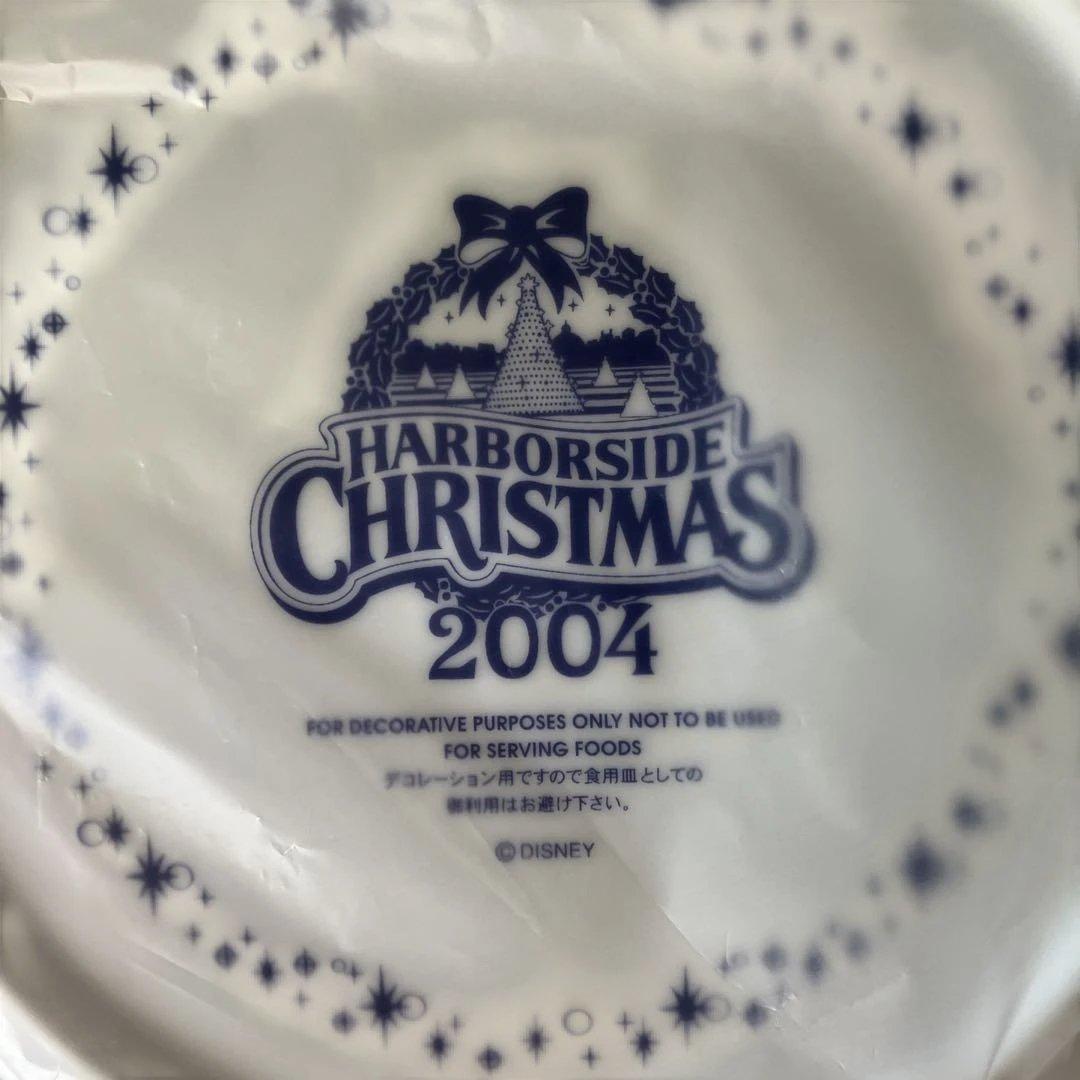 HARBORSIDE
CHRISTMAS
2004
FOR DECORATIVE PURPOSES ONLY NOT TO BE USED
FOR SERVING FOODS
デコレーション用ですので食用皿としての
御利用はお避け下さい。
©DISNEY